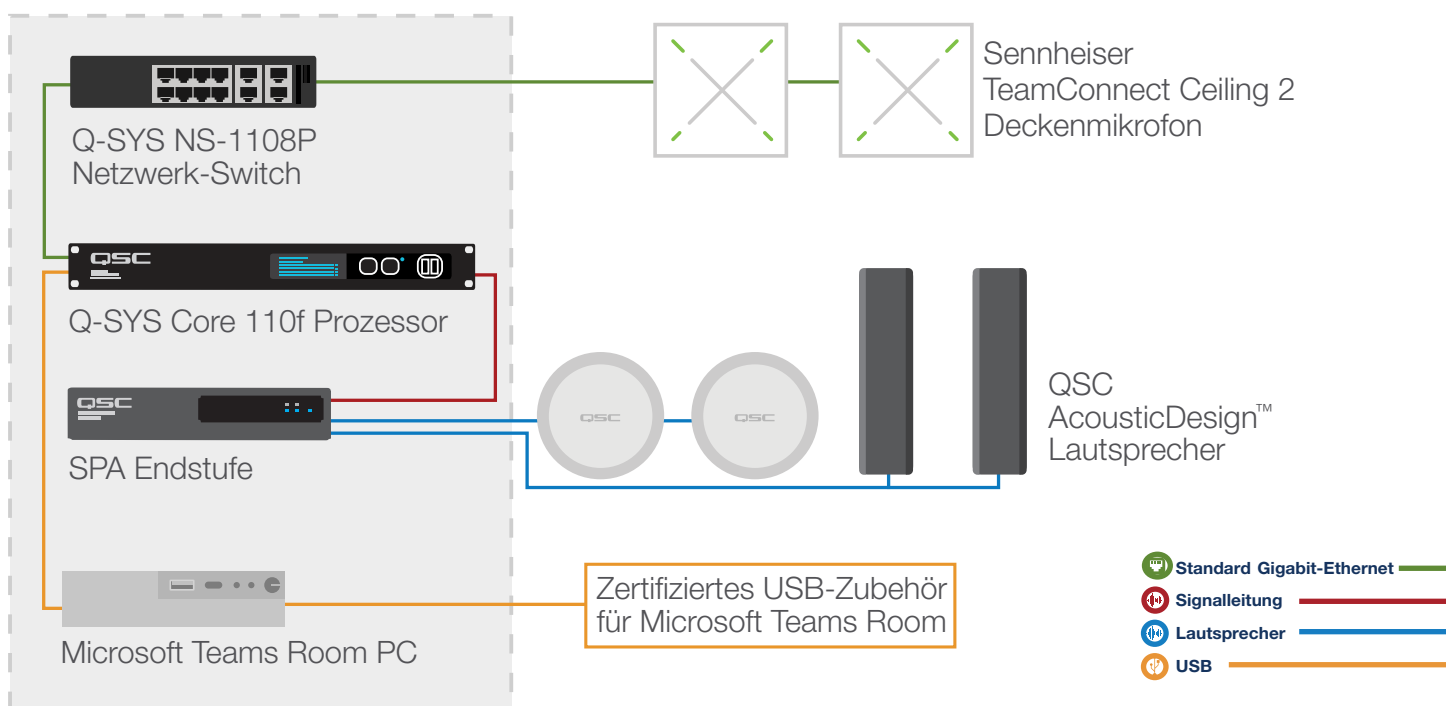 Q-SYS NS-1108P
Netzwerk-Switch
Sennheiser
TeamConnect Ceiling 2
Deckenmikrofon
QSC
Q-SYS Core 110f Prozessor
QSC
SPA Endstufe
QSC
QSC
QSC
AcousticDesign™
Lautsprecher
Microsoft Teams Room PC
Zertifiziertes USB-Zubehör
für Microsoft Teams Room
Standard Gigabit-Ethernet
Signalleitung
Lautsprecher
USB